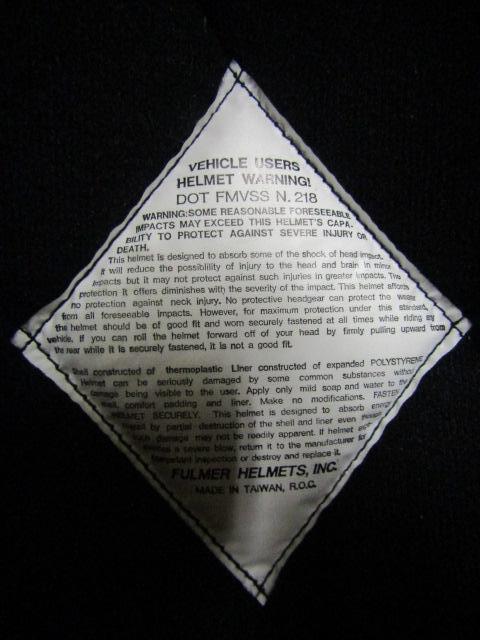 VEHICLE USERS
HELMET WARNING!
DOT FMVSS N. 218
WARNING:SOME REASONABLE FORESEEABLE
IMPACTS MAY EXCEED THIS HELMET'S CAPA-
BILITY TO PROTECT AGAINST SEVERE INJURY OR
DEATH.
This helmet is designed to absorb some of the shock of head impact.
It will reduce the possibility of injury to the head and brain in minor
impacts but it may not protect against such injuries in greater impacts. The
protection it offers diminishes with the severity of the impact. This helmet affords
no protection against neck injury. No protective headgear can protect the wearer
from all foreseeable impacts. However, for maximum protection under this standard,
the helmet should be of good fit and worn securely fastened at all times while riding any
vehicle. If you can roll the helmet forward off of your head by firmly pulling upward from
the rear while it is securely fastened, it is not a good fit.
Shell constructed of thermoplastic Liner constructed of expanded POLYSTYRENE
Helmet can be seriously damaged by some common substances without
damage being visible to the user. Apply only mild soap and water to the
shell, comfort padding and liner. Make no modifications. FASTEN
HELMET SECURELY. This helmet is designed to absorb energy
by partial destruction of the shell and liner even though
such damage may not be readily apparent. If helmet
a severe blow, return it to the manufacturer for
inspection or destroy and replace it.
FULMER HELMETS, INC.
MADE IN TAIWAN, R.O.C.